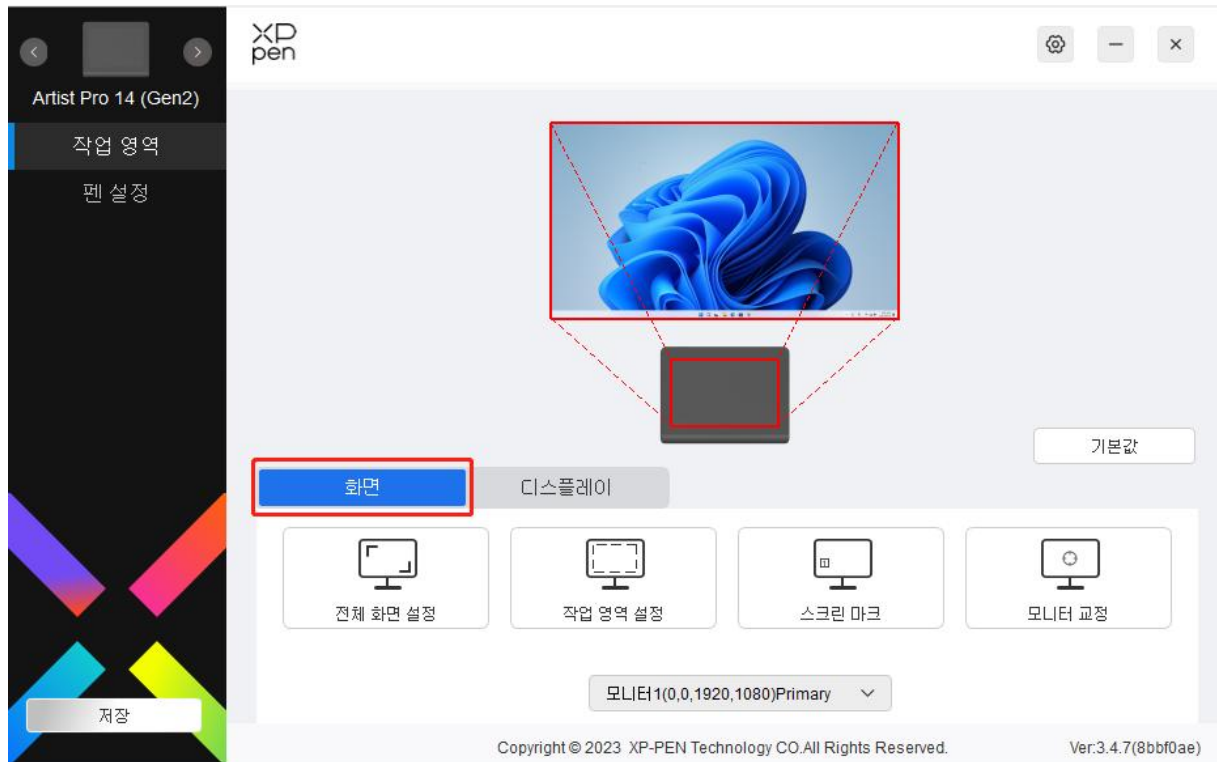 XP
pen
Artist Pro 14 (Gen2)
작업 영역
펜 설정
기본값
화면
디스플레이
전체 화면 설정
작업 영역 설정
스크린 마크
모니터 교정
모니터1(0,0,1920,1080)Primary
저장
Copyright © 2023 XP-PEN Technology CO.All Rights Reserved.
Ver:3.4.7(8bbf0ae)